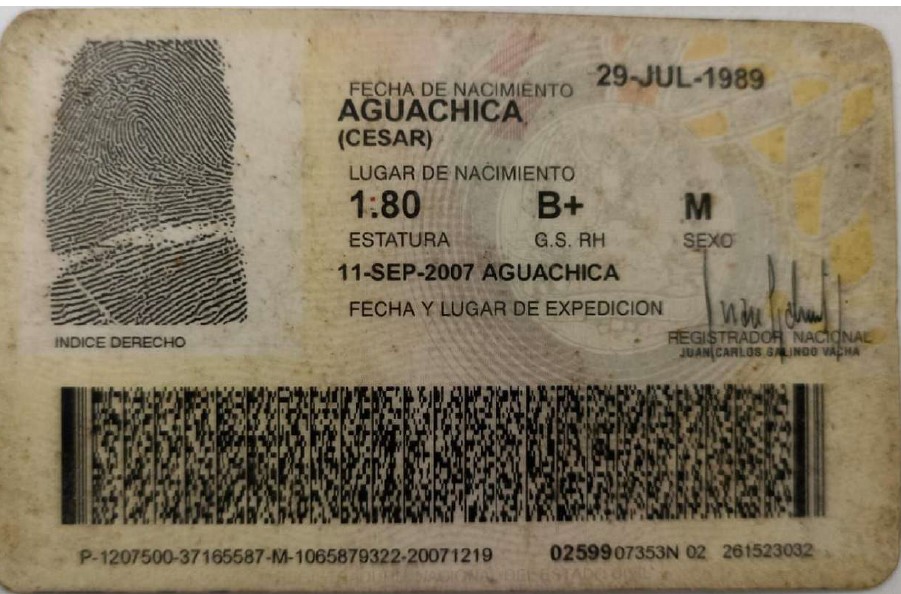 FECHA DE NACIMIENTO 29-JUL-1989
AGUACHICA
(CESAR)
LUGAR DE NACIMIENTO
1.80 B+ M
ESTATURA G.S. RH SEXO
11-SEP-2007 AGUACHICA
FECHA Y LUGAR DE EXPEDICION
INDICE DERECHO
REGISTRADOR NACIONAL
JUAN CARLOS GALINDO VACHA
P-1207500-37165587-M-1065879322-20071219 0259907353N 02 261523032